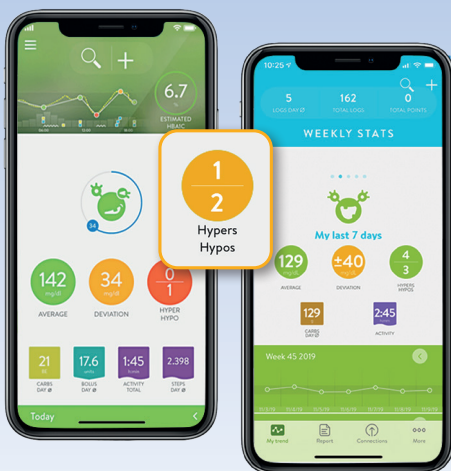 6.7
%
ESTIMATED
HBA1C
34
142
mg/dl
AVERAGE
34
mg/dl
DEVIATION
0
1
HYPER
HYPO
21
CARBS
DAY Ø
17.6
units
BOLUS
DAY Ø
1:45
hours
ACTIVITY
TOTAL
2.398
STEPS
DAY Ø
Today
1
2
Hypers
Hypos
10:25
5
LOGS DAY Ø
162
TOTAL LOGS
0
TOTAL POINTS
WEEKLY STATS
My last 7 days
129
mg/dl
AVERAGE
±40
mg/dl
DEVIATION
4
3
HYPERS
HYPOS
129
g
CARBS
DAY Ø
2:45
ACTIVITY
Week 45 2019
My trend
Report
Connections
More